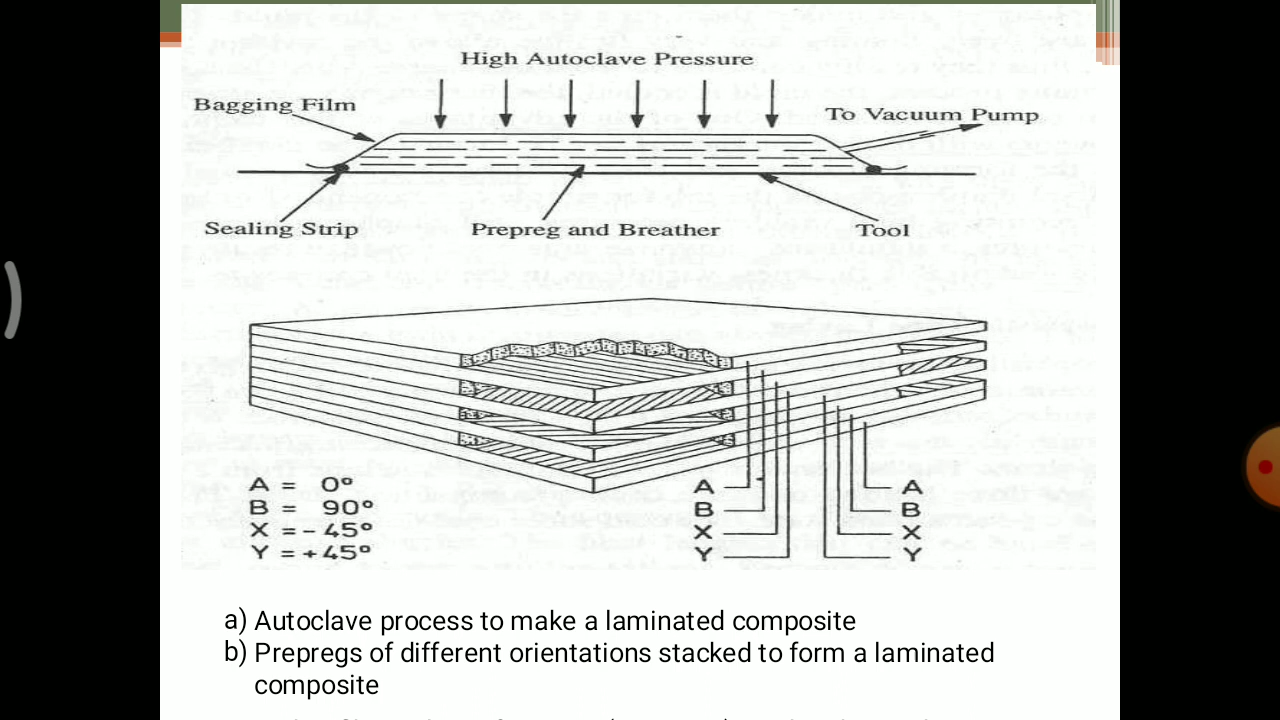 High Autoclave Pressure
Bagging Film
To Vacuum Pump
Sealing Strip
Prepreg and Breather
Tool
A = 0°
B = 90°
X = -45°
Y = +45°
A
B
X
Y
A
B
X
Y
a) Autoclave process to make a laminated composite
b) Prepregs of different orientations stacked to form a laminated
composite